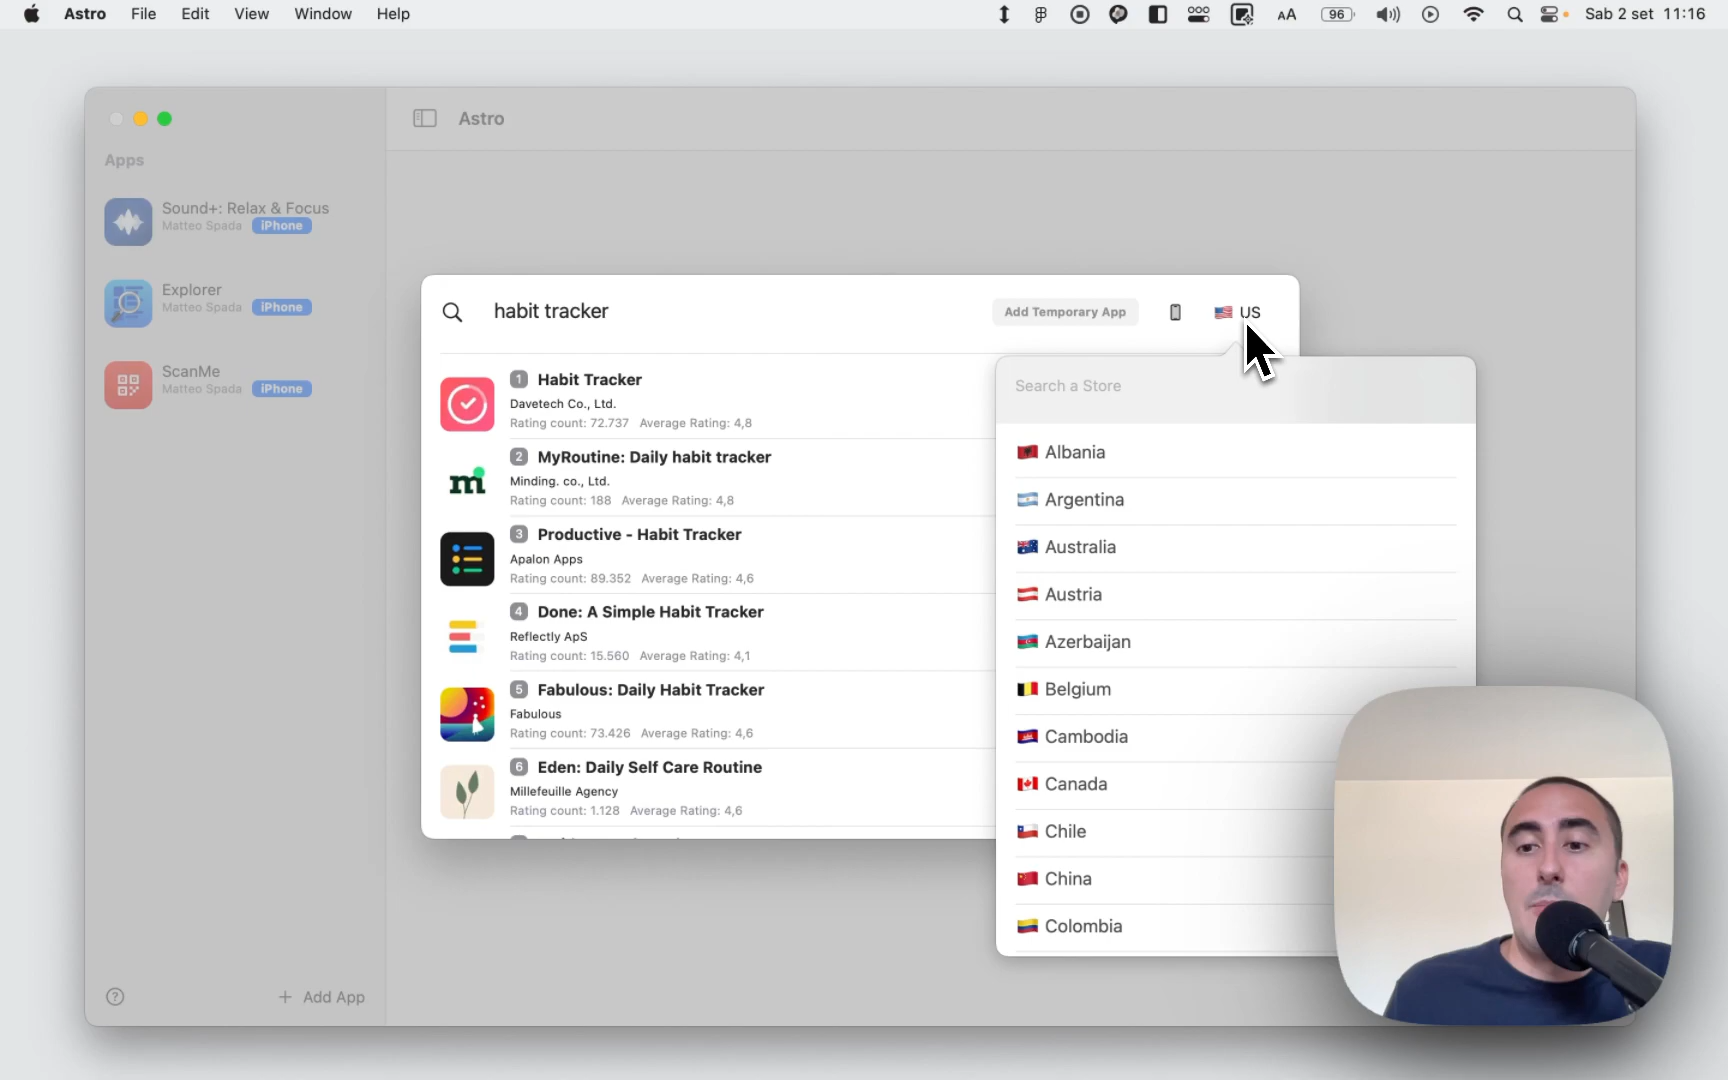 Astro File Edit View Window Help
AA 96 Sab 2 set 11:16
Astro
Apps
Sound+: Relax & Focus
Matteo Spada iPhone
Explorer
Matteo Spada iPhone
ScanMe
Matteo Spada iPhone
? + Add App
habit tracker Add Temporary App US
1 Habit Tracker
Davetech Co., Ltd.
Rating count: 72.737 Average Rating: 4,8
m
2 MyRoutine: Daily habit tracker
Minding. co., Ltd.
Rating count: 188 Average Rating: 4,8
3 Productive - Habit Tracker
Apalon Apps
Rating count: 89.352 Average Rating: 4,6
4 Done: A Simple Habit Tracker
Reflectly ApS
Rating count: 15.560 Average Rating: 4,1
5 Fabulous: Daily Habit Tracker
Fabulous
Rating count: 73.426 Average Rating: 4,6
6 Eden: Daily Self Care Routine
Millefeuille Agency
Rating count: 1.128 Average Rating: 4,6
Search a Store
Albania
Argentina
Australia
Austria
Azerbaijan
Belgium
Cambodia
Canada
Chile
China
Colombia